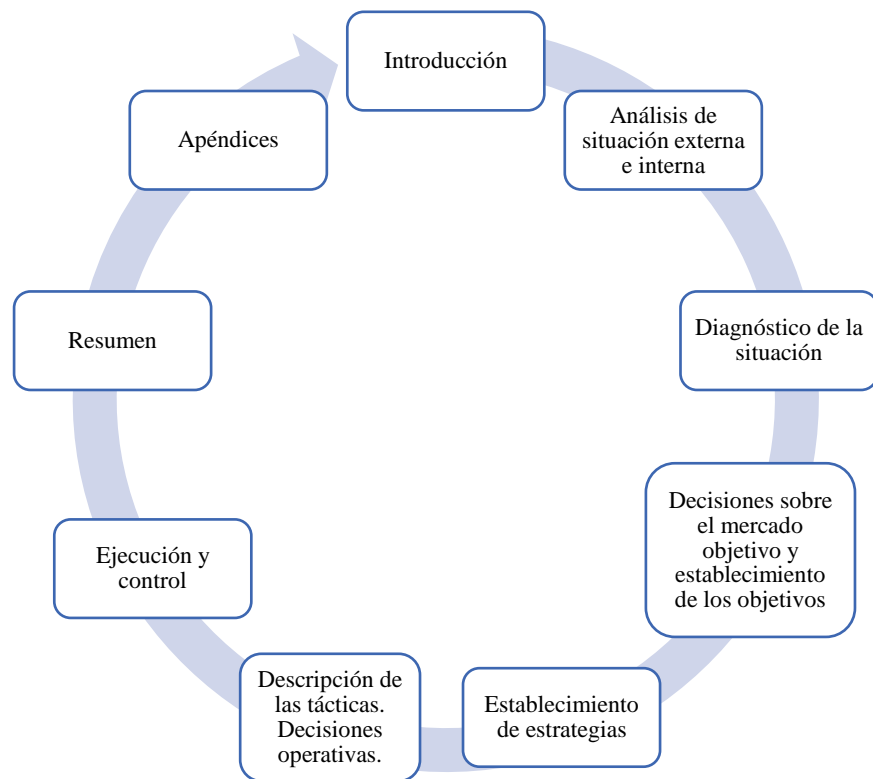 Introducción
Análisis de
situación externa
e interna
Diagnóstico de la
situación
Decisiones sobre
el mercado
objetivo y
establecimiento
de los objetivos
Establecimiento
de estrategias
Descripción de
las tácticas.
Decisiones
operativas.
Ejecución y
control
Resumen
Apéndices